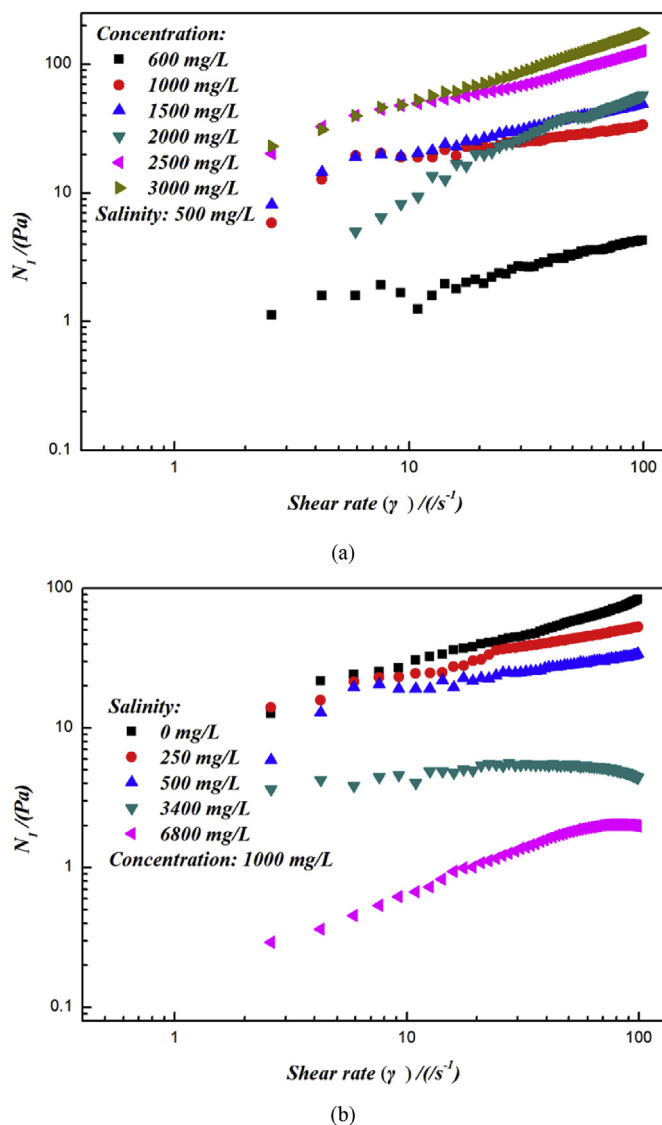 Concentration:
600 mg/L
1000 mg/L
1500 mg/L
2000 mg/L
2500 mg/L
3000 mg/L
Salinity: 500 mg/L
100
10
1
0.1
N1/(Pa)
1 10 100
Shear rate (γ ) /(/s-1)
(a)
Salinity:
0 mg/L
250 mg/L
500 mg/L
3400 mg/L
6800 mg/L
Concentration: 1000 mg/L
100
10
1
0.1
N1/(Pa)
1 10 100
Shear rate (γ ) /(/s-1)
(b)